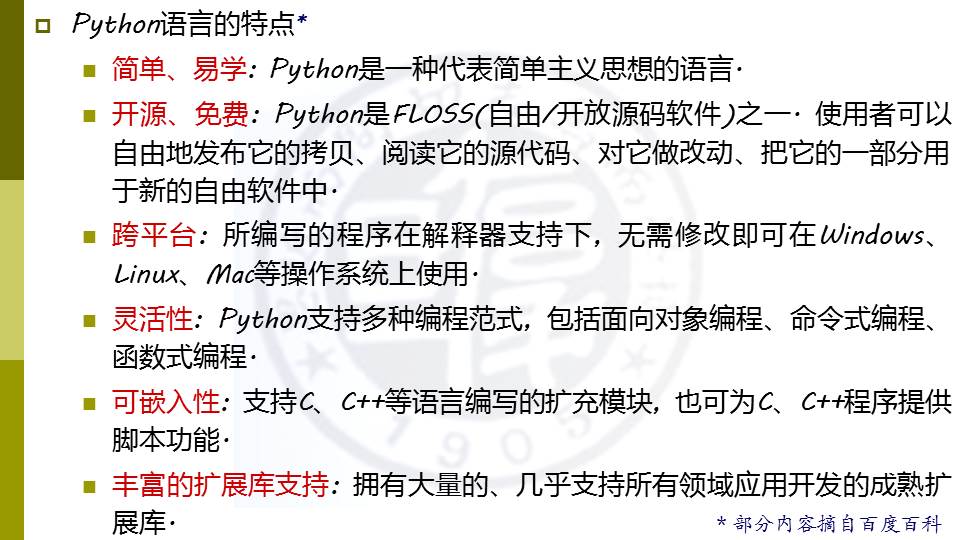 Python语言的特点*
简单、易学：Python是一种代表简单主义思想的语言.
开源、免费：Python是FLOSS(自由/开放源码软件)之一. 使用者可以
自由地发布它的拷贝、阅读它的源代码、对它做改动、把它的一部分用
于新的自由软件中.
跨平台：所编写的程序在解释器支持下，无需修改即可在Windows、
Linux、Mac等操作系统上使用.
灵活性：Python支持多种编程范式，包括面向对象编程、命令式编程、
函数式编程.
可嵌入性：支持C、C++等语言编写的扩充模块，也可为C、C++程序提供
脚本功能.
丰富的扩展库支持：拥有大量的、几乎支持所有领域应用开发的成熟扩
展库.
* 部分内容摘自百度百科
1905